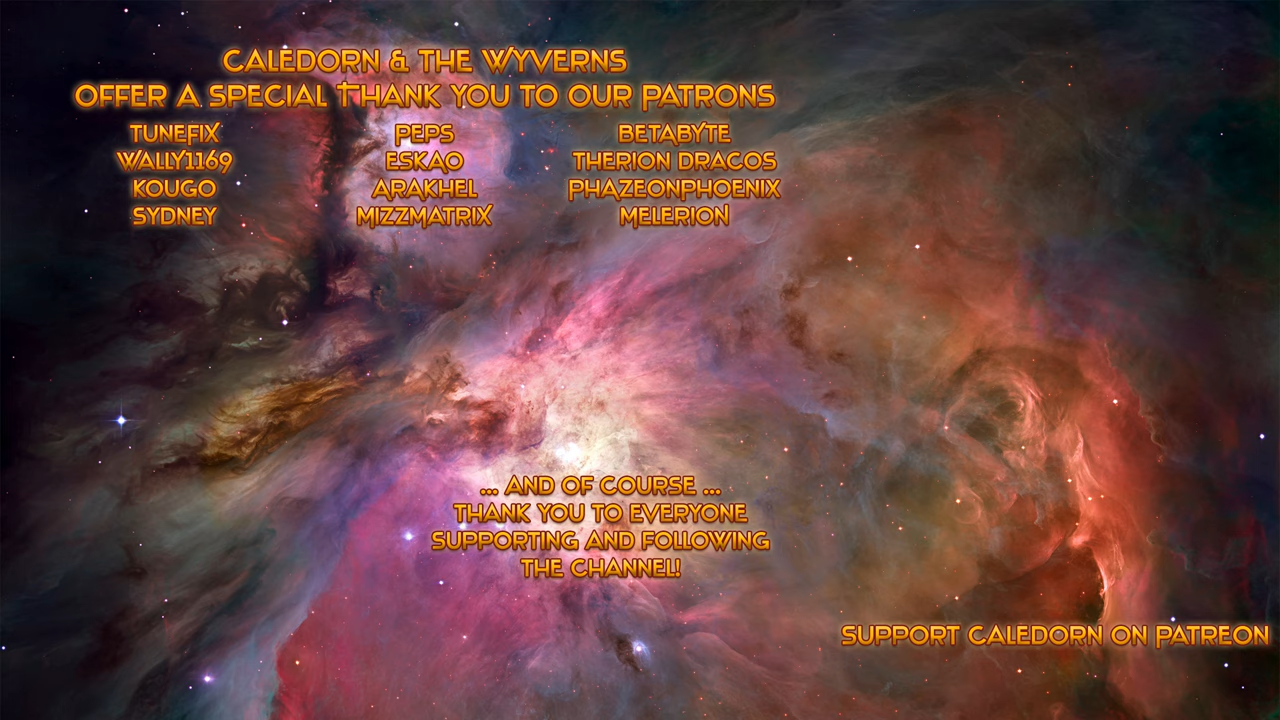 CALEDORN & THE WYVERNS
OFFER A SPECIAL THANK YOU TO OUR PATRONS
TUNEFIX PEPS BETABYTE
WALLY1169 ESKAO THERION DRACOS
KOUGO ARAKHEL PHAZEONPHOENIX
SYDNEY MIZZMATRIX MELERION
... AND OF COURSE ...
THANK YOU TO EVERYONE
SUPPORTING AND FOLLOWING
THE CHANNEL!
SUPPORT CALEDORN ON PATREON